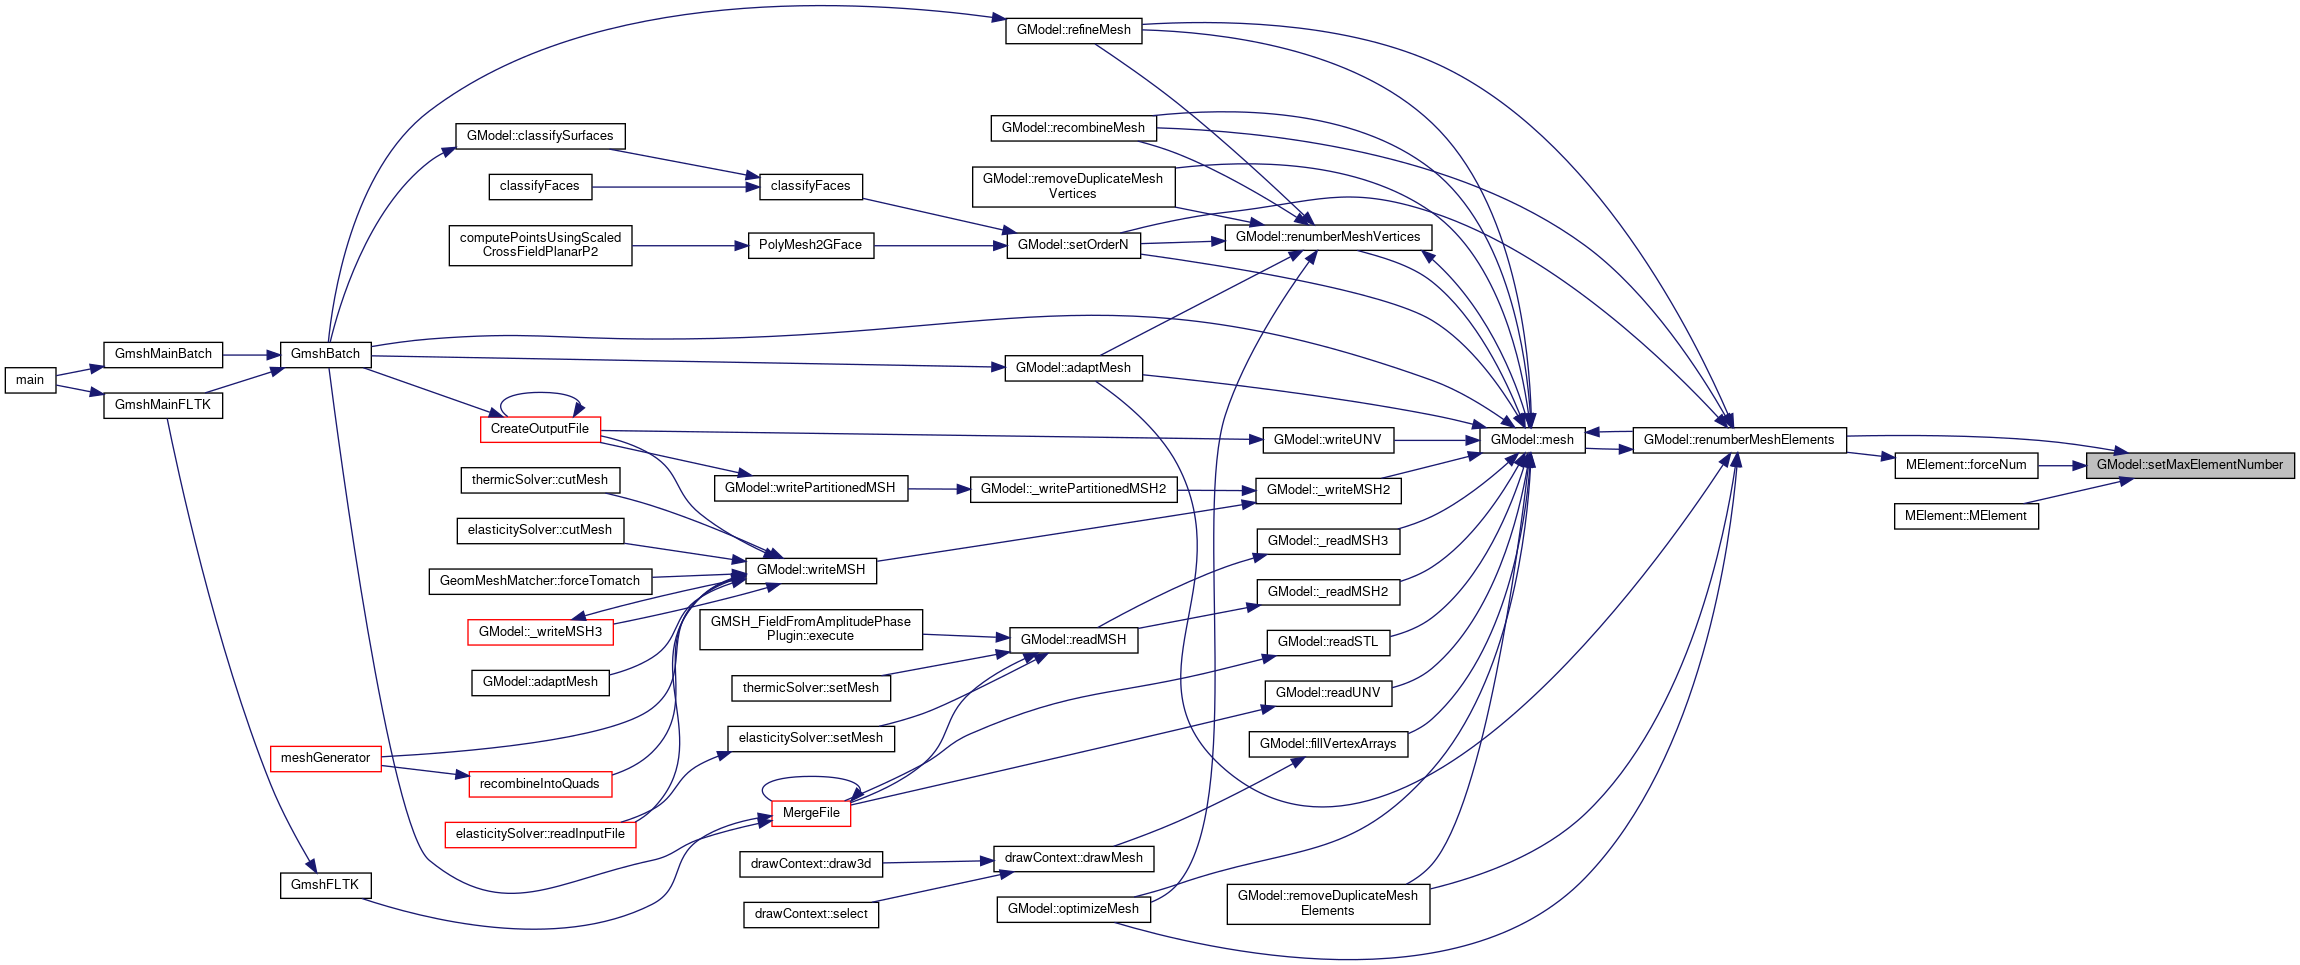 main
GmshMainBatch
GmshMainFLTK
GmshBatch
GmshFLTK
meshGenerator
GModel::classifySurfaces
classifyFaces
computePointsUsingScaled
CrossFieldPlanarP2
CreateOutputFile
thermicSolver::cutMesh
elasticitySolver::cutMesh
GeomMeshMatcher::forceTomatch
GModel::_writeMSH3
GModel::adaptMesh
recombineIntoQuads
elasticitySolver::readInputFile
classifyFaces
PolyMesh2GFace
GModel::writePartitionedMSH
GModel::writeMSH
GMSH_FieldFromAmplitudePhase
Plugin::execute
thermicSolver::setMesh
elasticitySolver::setMesh
MergeFile
drawContext::draw3d
drawContext::select
GModel::refineMesh
GModel::recombineMesh
GModel::removeDuplicateMesh
Vertices
GModel::setOrderN
GModel::adaptMesh
GModel::_writePartitionedMSH2
GModel::readMSH
drawContext::drawMesh
GModel::optimizeMesh
GModel::renumberMeshVertices
GModel::writeUNV
GModel::_writeMSH2
GModel::_readMSH3
GModel::_readMSH2
GModel::readSTL
GModel::readUNV
GModel::fillVertexArrays
GModel::removeDuplicateMesh
Elements
GModel::mesh
GModel::renumberMeshElements
MElement::forceNum
MElement::MElement
GModel::setMaxElementNumber